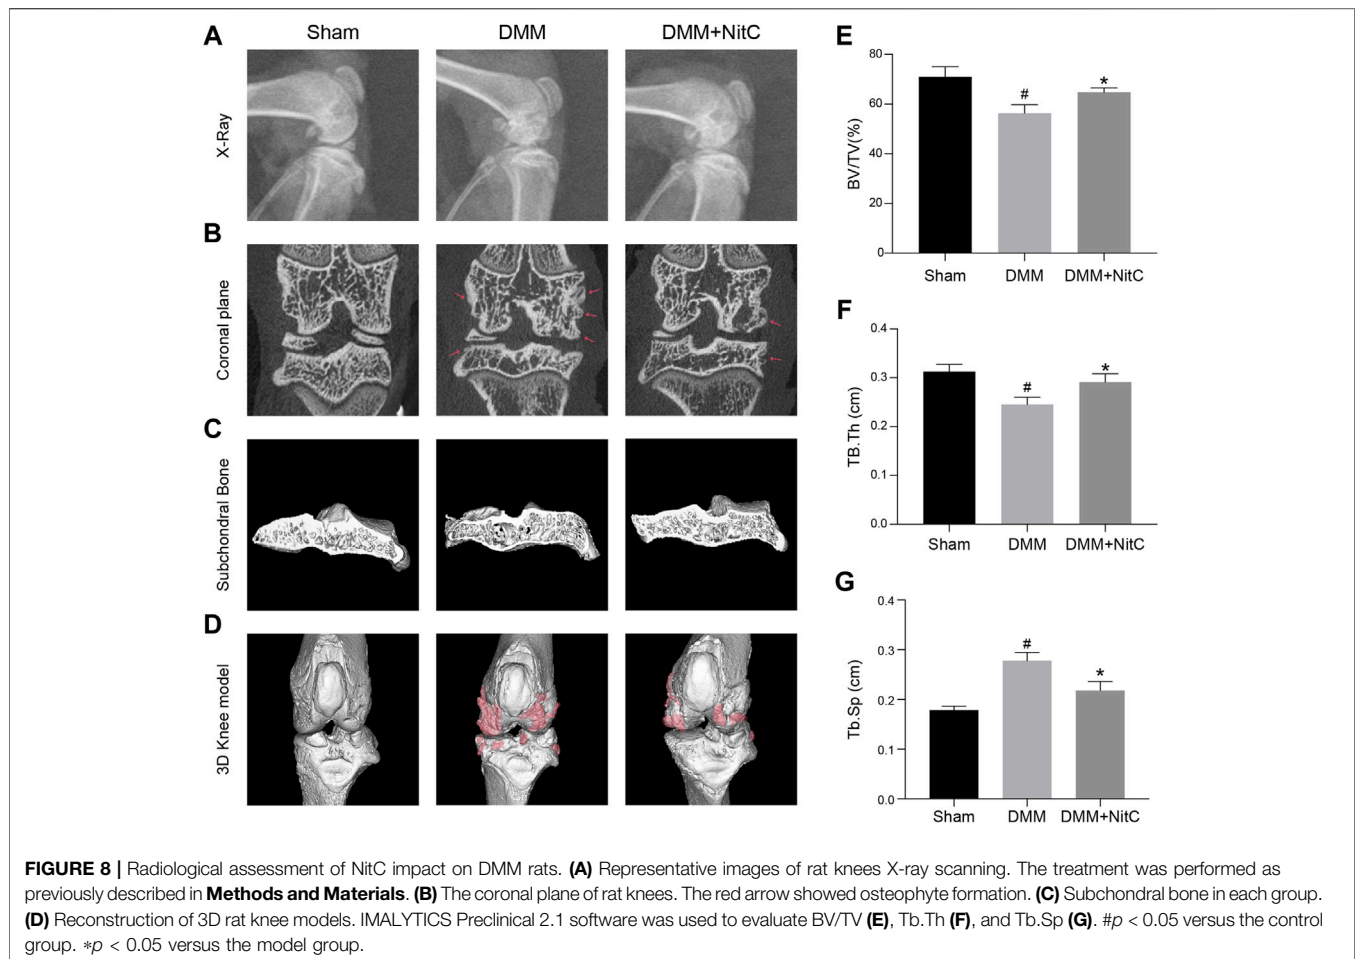 A
Sham
DMM
DMM+NitC
X-Ray
B
Coronal plane
C
Subchondral Bone
D
3D Knee model
E
80
60
40
20
0
BV/TV(%)
#
*
Sham
DMM
DMM+NitC
F
0.4
0.3
0.2
0.1
0.0
TB.Th (cm)
#
*
Sham
DMM
DMM+NitC
G
0.4
0.3
0.2
0.1
0.0
Tb.Sp (cm)
#
*
Sham
DMM
DMM+NitC
FIGURE 8 | Radiological assessment of NitC impact on DMM rats. (A) Representative images of rat knees X-ray scanning. The treatment was performed as
previously described in Methods and Materials. (B) The coronal plane of rat knees. The red arrow showed osteophyte formation. (C) Subchondral bone in each group.
(D) Reconstruction of 3D rat knee models. IMALYTICS Preclinical 2.1 software was used to evaluate BV/TV (E), Tb.Th (F), and Tb.Sp (G). #p < 0.05 versus the control
group. *p < 0.05 versus the model group.